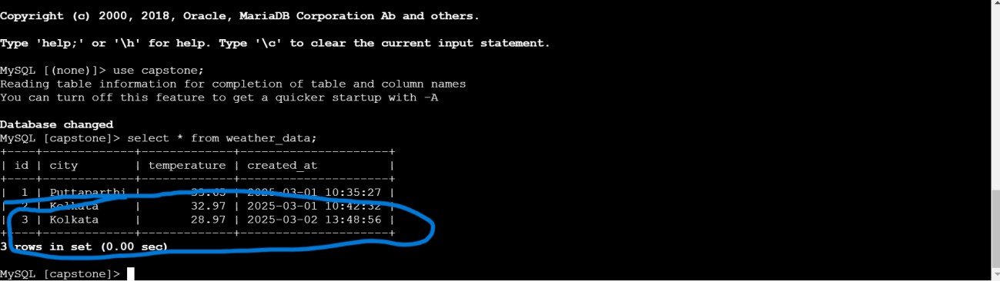 Copyright (c) 2000, 2018, Oracle, MariaDB Corporation Ab and others.
Type 'help;' or '\h' for help. Type '\c' to clear the current input statement.
MySQL [(none)]> use capstone;
Reading table information for completion of table and column names
You can turn off this feature to get a quicker startup with -A
Database changed
MySQL [capstone]> select * from weather_data;
+----+-------------+-------------+---------------------+
| id | city        | temperature | created_at          |
+----+-------------+-------------+---------------------+
|  1 | Puttaparthi |             | 2025-03-01 10:35:27 |
|  2 | Kolkata     |       32.97 | 2025-03-01 10:42:32 |
|  3 | Kolkata     |       28.97 | 2025-03-02 13:48:56 |
+----+-------------+-------------+---------------------+
3 rows in set (0.00 sec)
MySQL [capstone]>